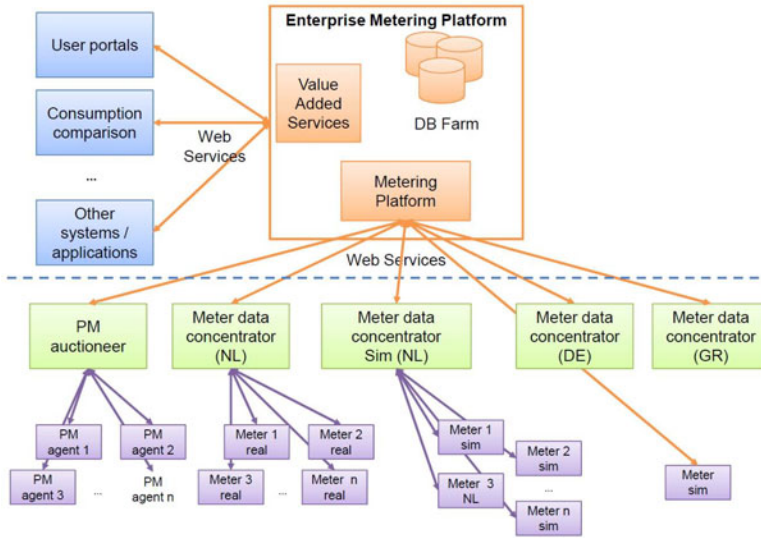 Enterprise Metering Platform
User portals
Value
Added
Services
DB Farm
Consumption
comparison
Web
Services
...
Metering
Platform
Other
systems /
applications
Web Services
PM
auctioneer
Meter data
concentrator
(NL)
Meter data
concentrator
Sim (NL)
Meter data
concentrator
(DE)
Meter data
concentrator
(GR)
PM
agent 1
PM
agent 2
PM
agent 3
...
PM
agent n
Meter 1
real
Meter 2
real
Meter 3
real
...
Meter n
real
Meter 1
sim
Meter 2
sim
Meter 3
NL
...
Meter n
sim
Meter
sim